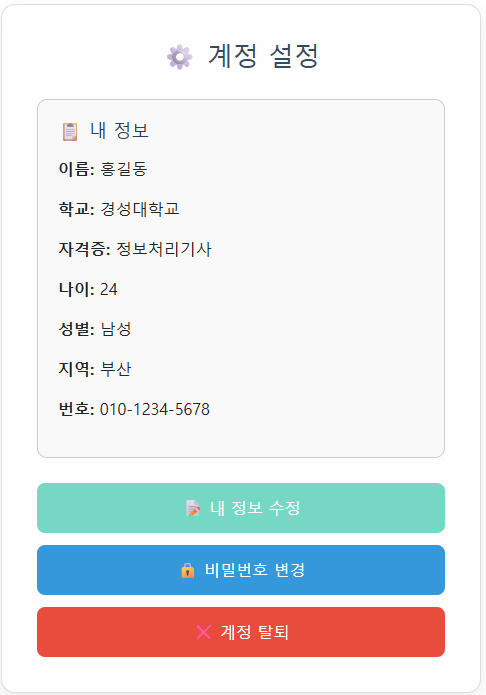 계정 설정
내 정보
이름: 홍길동
학교: 경성대학교
자격증: 정보처리기사
나이: 24
성별: 남성
지역: 부산
번호: 010-1234-5678
내 정보 수정
비밀번호 변경
계정 탈퇴